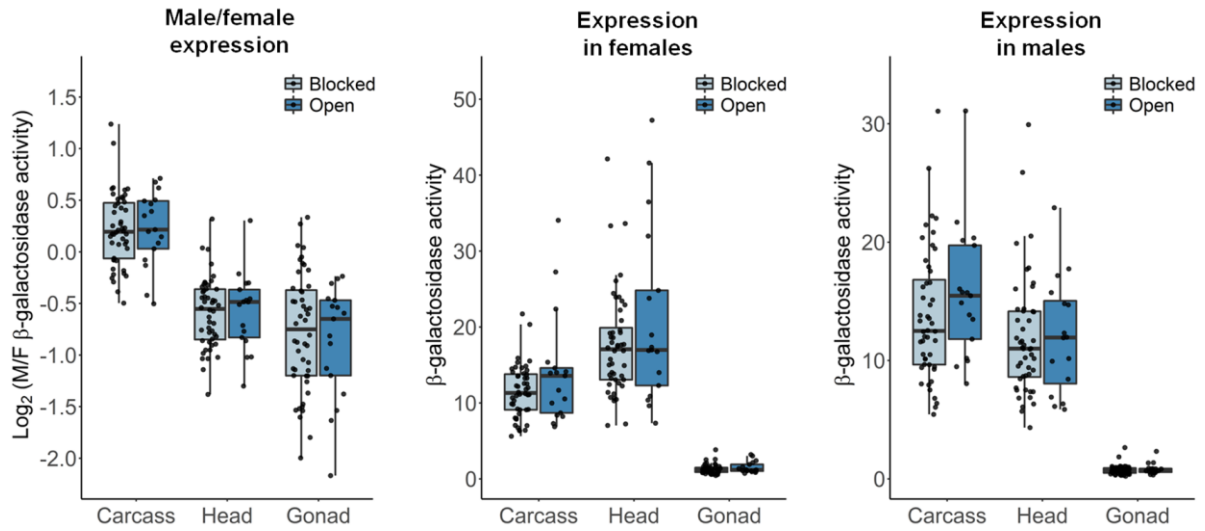 Male/female
expression
Blocked
Open
Log₂ (M/F β-galactosidase activity)
1.5
1.0
0.5
0.0
-0.5
-1.0
-1.5
-2.0
Carcass Head Gonad
Expression
in females
Blocked
Open
β-galactosidase activity
50
40
30
20
10
0
Carcass Head Gonad
Expression
in males
Blocked
Open
β-galactosidase activity
30
20
10
0
Carcass Head Gonad